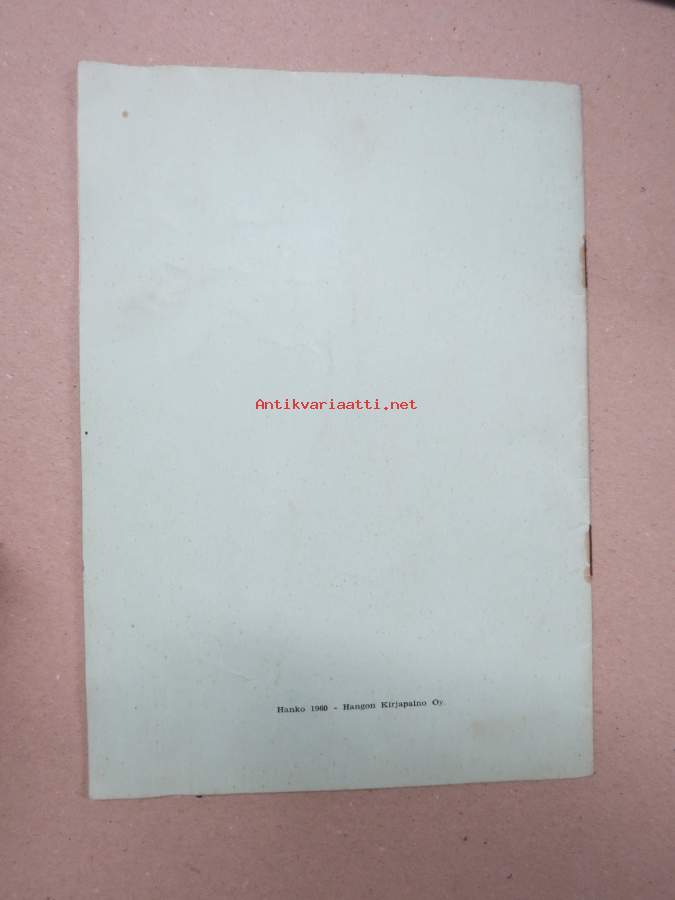 Antikvariaatti.net
Hanko 1960 - Hangon Kirjapaino Oy.